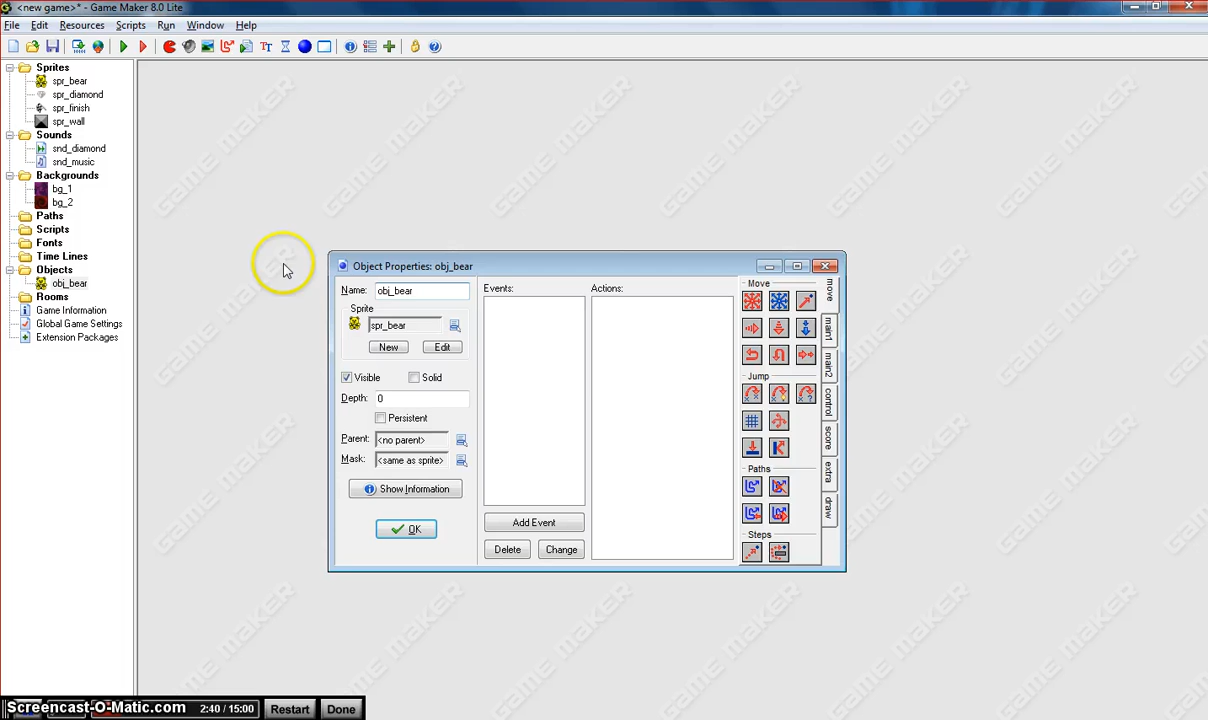 <new game>* - Game Maker 8.0 Lite
File Edit Resources Scripts Run Window Help
Sprites
spr_bear
spr_diamond
spr_finish
spr_wall
Sounds
snd_diamond
snd_music
Backgrounds
bg_1
bg_2
Paths
Scripts
Fonts
Time Lines
Objects
obj_bear
Rooms
Game Information
Global Game Settings
Extension Packages
Object Properties: obj_bear
Name: obj_bear
Sprite
spr_bear
New Edit
Visible Solid
Depth: 0
Persistent
Parent: <no parent>
Mask: <same as sprite>
Show Information
OK
Events:
Add Event
Delete Change
Actions:
Move
Jump
Paths
Steps
move
main1
main2
control
score
extra
draw
GAME MAKER
Screencast-O-Matic.com 2:40 / 15:00 Restart Done